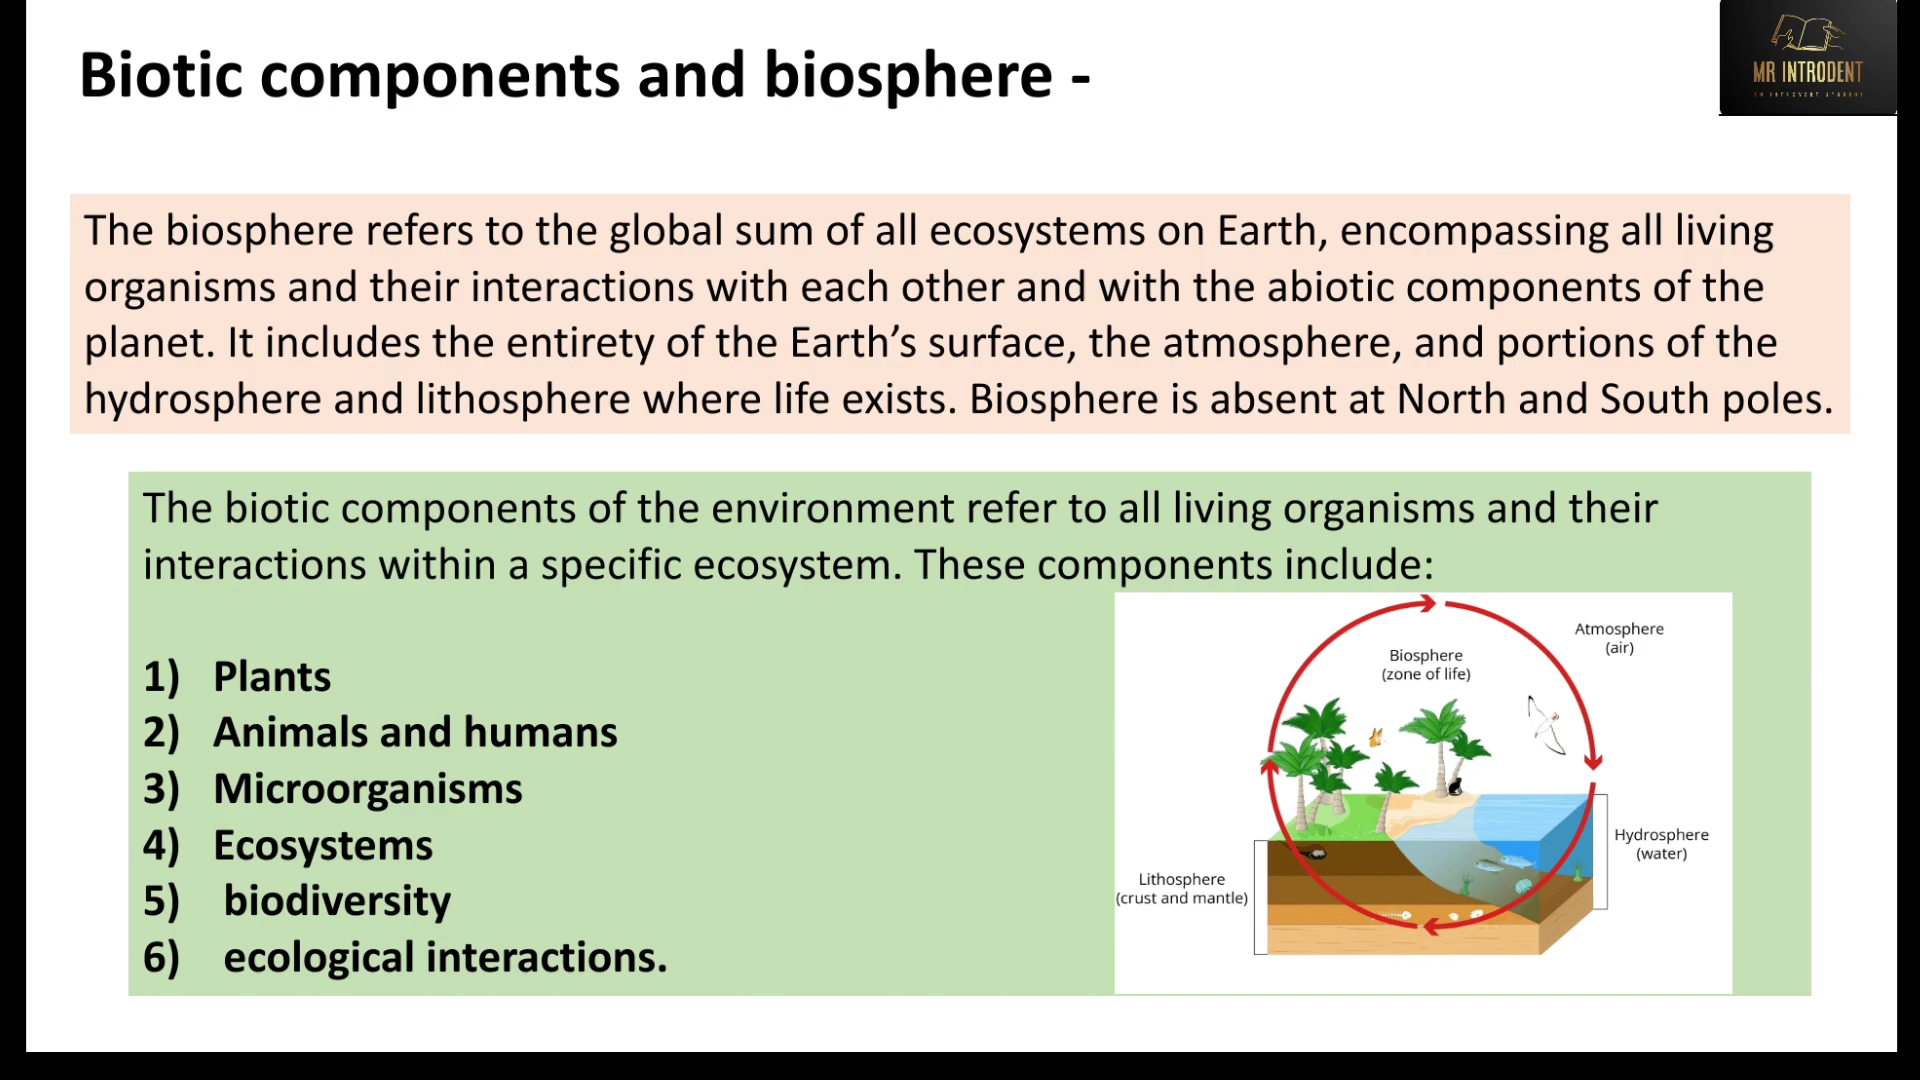 Biotic components and biosphere -
MR INTRODENT
The biosphere refers to the global sum of all ecosystems on Earth, encompassing all living
organisms and their interactions with each other and with the abiotic components of the
planet. It includes the entirety of the Earth’s surface, the atmosphere, and portions of the
hydrosphere and lithosphere where life exists. Biosphere is absent at North and South poles.
The biotic components of the environment refer to all living organisms and their
interactions within a specific ecosystem. These components include:
1) Plants
2) Animals and humans
3) Microorganisms
4) Ecosystems
5) biodiversity
6) ecological interactions.
Atmosphere
(air)
Biosphere
(zone of life)
Hydrosphere
(water)
Lithosphere
(crust and mantle)